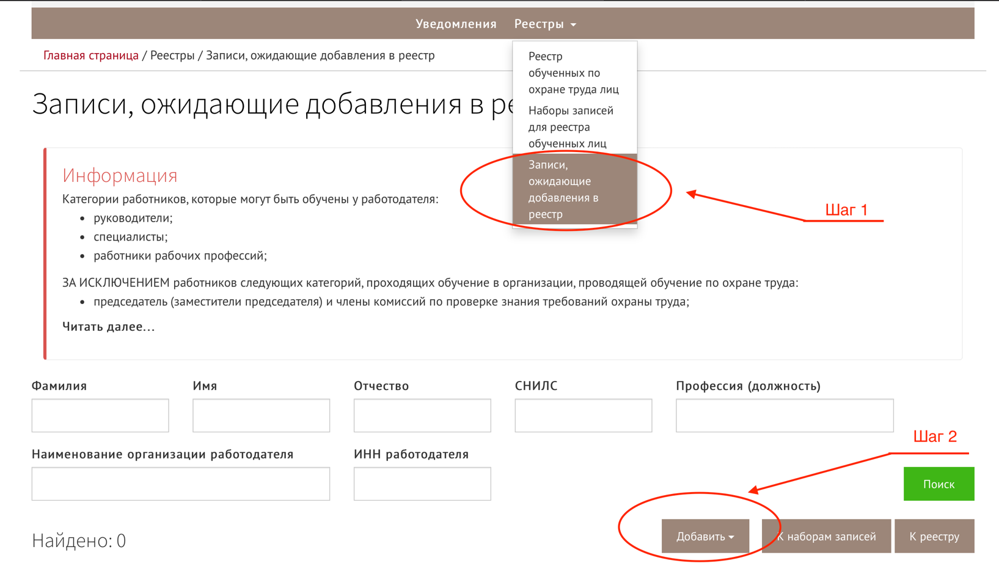 Уведомления Реестры
Главная страница / Реестры / Записи, ожидающие добавления в реестр
Реестр
обученных по
охране труда лиц
Наборы записей
для реестра
обученных лиц
Записи,
ожидающие
добавления в
реестр
Записи, ожидающие добавления в ре
Шаг 1
Информация
Категории работников, которые могут быть обучены у работодателя:
• руководители;
• специалисты;
• работники рабочих профессий;
ЗА ИСКЛЮЧЕНИЕМ работников следующих категорий, проходящих обучение в организации, проводящей обучение по охране труда:
• председатель (заместители председателя) и члены комиссий по проверке знания требований охраны труда;
Читать далее...
Фамилия Имя Отчество СНИЛС Профессия (должность)
Шаг 2
Наименование организации работодателя ИНН работодателя
Поиск
Найдено: 0 Добавить К наборам записей К реестру